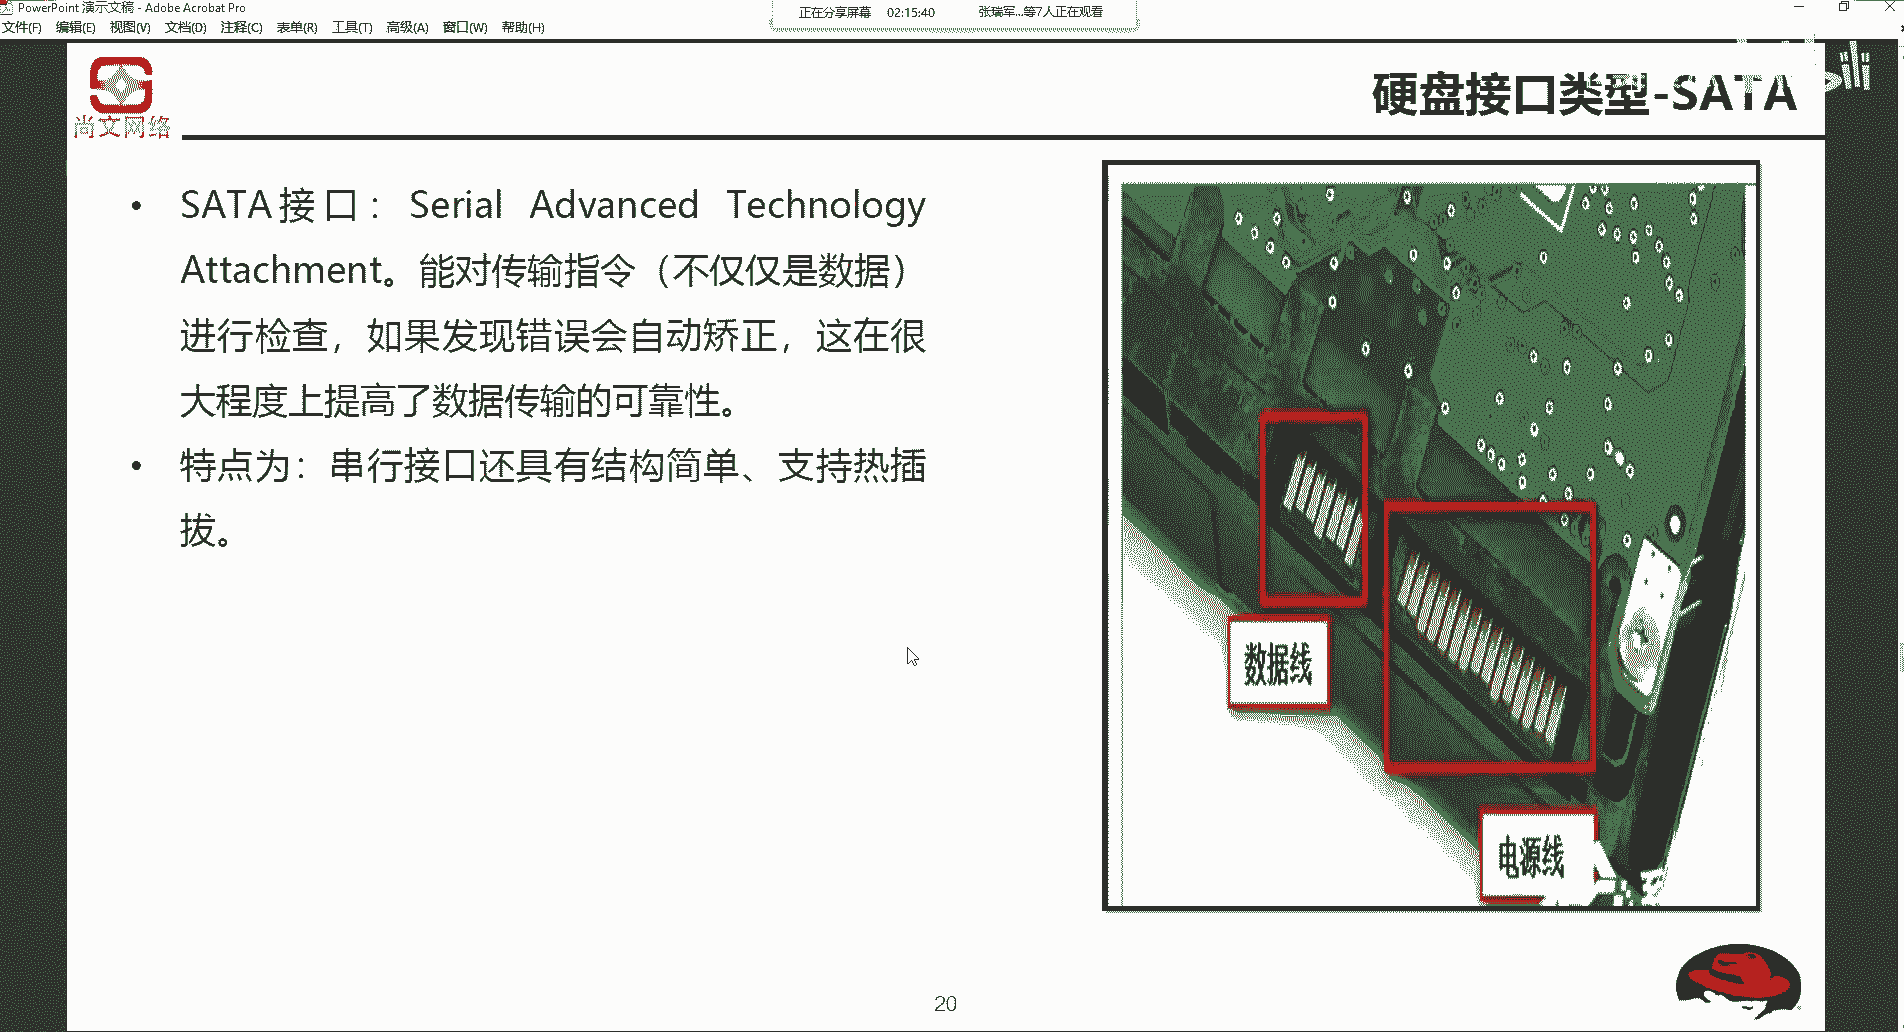 PowerPoint 演示文稿 - Adobe Acrobat Pro
正在分享屏幕 02:15:40 张瑞军...等7人正在观看
文件(F) 编辑(E) 视图(V) 文档(D) 注释(C) 表单(R) 工具(T) 高级(A) 窗口(W) 帮助(H)
尚文网络
硬盘接口类型-SATA
• SATA接口：Serial Advanced Technology
Attachment。能对传输指令（不仅仅是数据）
进行检查，如果发现错误会自动矫正，这在很
大程度上提高了数据传输的可靠性。
• 特点为：串行接口还具有结构简单、支持热插
拔。
数据线
电源线
20